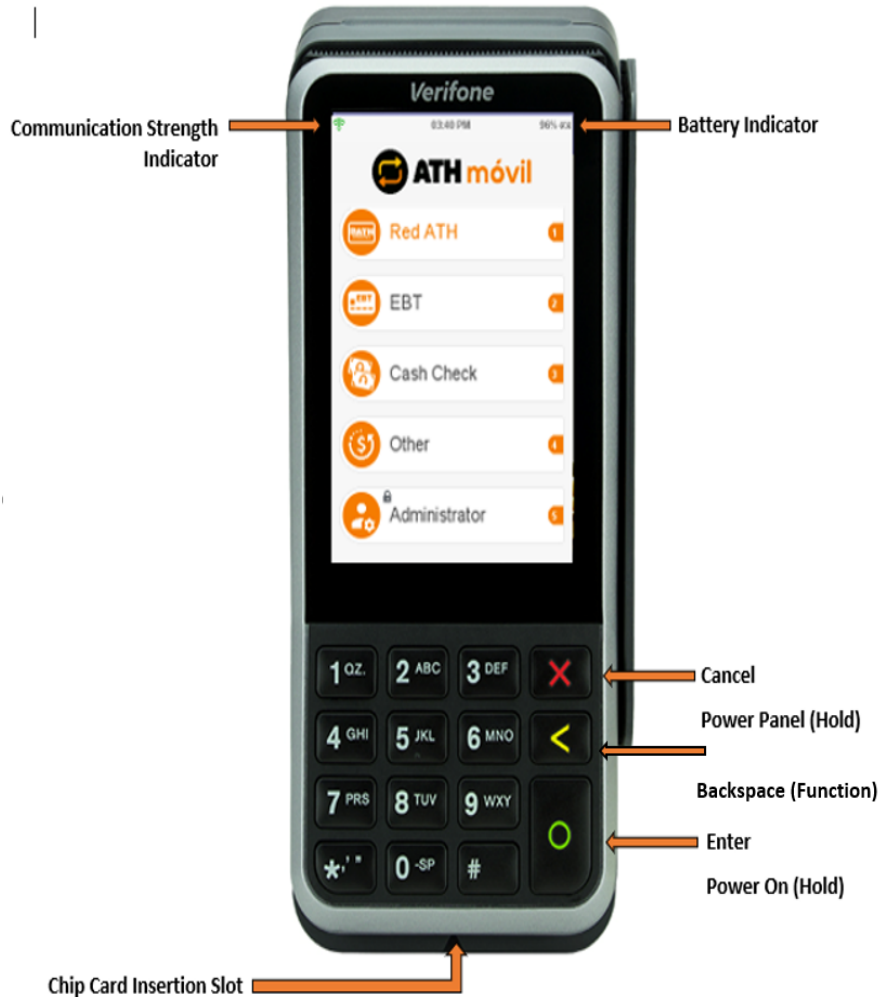 Verifone
Communication Strength
Indicator
03:40 PM
96%
Battery Indicator
ATH móvil
Red ATH 1
EBT
EBT 2
Cash Check 3
Other 4
Administrator 5
1 QZ. 2 ABC 3 DEF
Cancel
Power Panel (Hold)
4 GHI 5 JKL 6 MNO <
Backspace (Function)
7 PRS 8 TUV 9 WXY
Enter
*,' " 0 -SP #
Power On (Hold)
Chip Card Insertion Slot